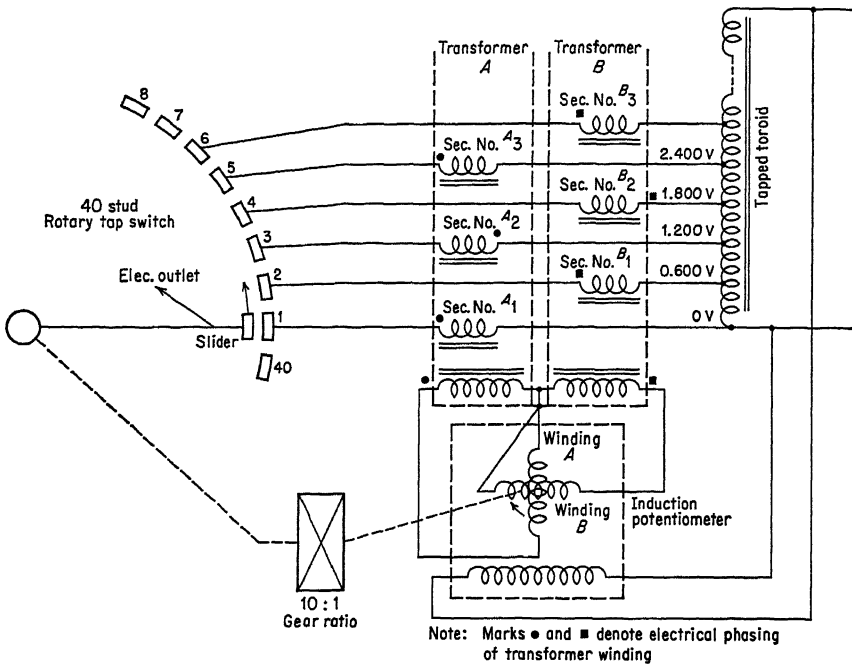 Transformer
A
Transformer
B
8
7
6
5
4
3
2
1
40
40 stud
Rotary tap switch
Elec. outlet
Slider
Sec. No. B3
Sec. No. A3
2.400 V
Sec. No. B2
1.800 V
Sec. No. A2
1.200 V
Sec. No. B1
0.600 V
Sec. No. A1
0 V
Tapped toroid
Winding
A
Winding
B
Induction
potentiometer
10 : 1
Gear ratio
Note: Marks ● and ■ denote electrical phasing
of transformer winding